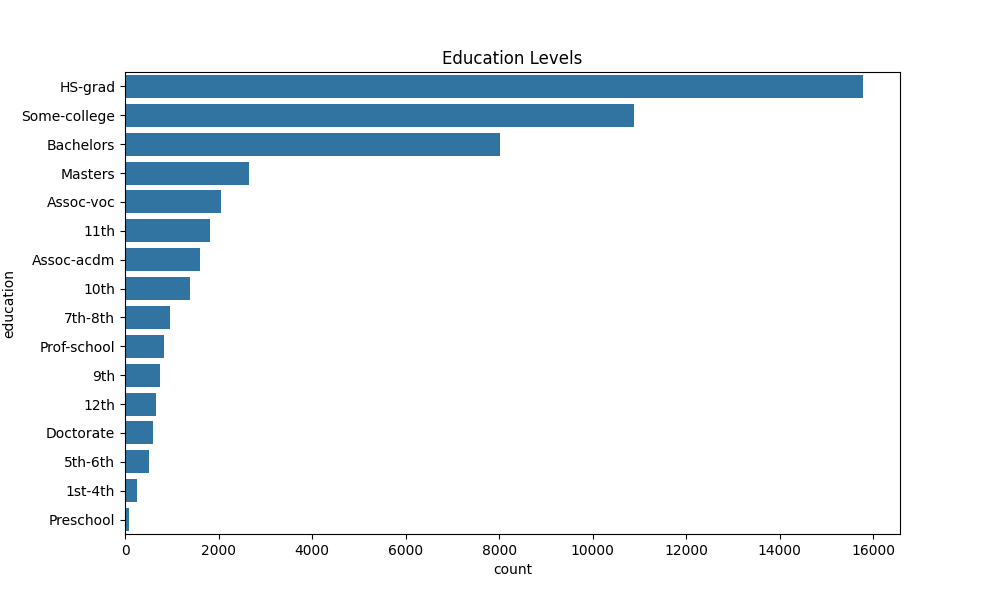 Education Levels
education
HS-grad
Some-college
Bachelors
Masters
Assoc-voc
11th
Assoc-acdm
10th
7th-8th
Prof-school
9th
12th
Doctorate
5th-6th
1st-4th
Preschool
0 2000 4000 6000 8000 10000 12000 14000 16000
count